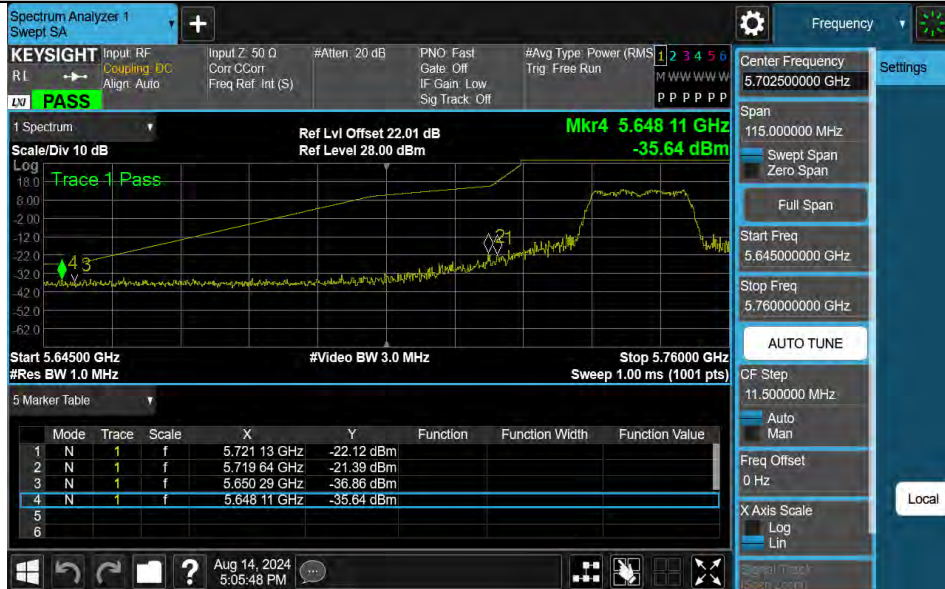 Spectrum Analyzer 1
Swept SA
+
Frequency
KEYSIGHT
RL
LXI
PASS
Input: RF
Coupling: DC
Align: Auto
Input Z: 50 Ω
Corr CCorr
Freq Ref: Int (S)
#Atten: 20 dB
PNO: Fast
Gate: Off
IF Gain: Low
Sig Track: Off
#Avg Type: Power (RMS
Trig: Free Run
1 2 3 4 5 6
M W W W W W
P P P P P P
1 Spectrum
Scale/Div 10 dB
Ref Lvl Offset 22.01 dB
Ref Level 28.00 dBm
Mkr4 5.648 11 GHz
-35.64 dBm
Log
Trace 1 Pass
18.0
8.00
-2.00
-12.0
-22.0
-32.0
-42.0
-52.0
-62.0
4
3
2
1
Start 5.64500 GHz
#Video BW 3.0 MHz
Stop 5.76000 GHz
#Res BW 1.0 MHz
Sweep 1.00 ms (1001 pts)
5 Marker Table
Mode Trace Scale X Y Function Function Width Function Value
1 N 1 f 5.721 13 GHz -22.12 dBm
2 N 1 f 5.719 64 GHz -21.39 dBm
3 N 1 f 5.650 29 GHz -36.86 dBm
4 N 1 f 5.648 11 GHz -35.64 dBm
5
6
?
Aug 14, 2024
5:05:48 PM
Center Frequency
5.702500000 GHz
Span
115.000000 MHz
Swept Span
Zero Span
Full Span
Start Freq
5.645000000 GHz
Stop Freq
5.760000000 GHz
AUTO TUNE
CF Step
11.500000 MHz
Auto
Man
Freq Offset
0 Hz
X Axis Scale
Log
Lin
Signal Track
(Span Zoom)
Settings
Local